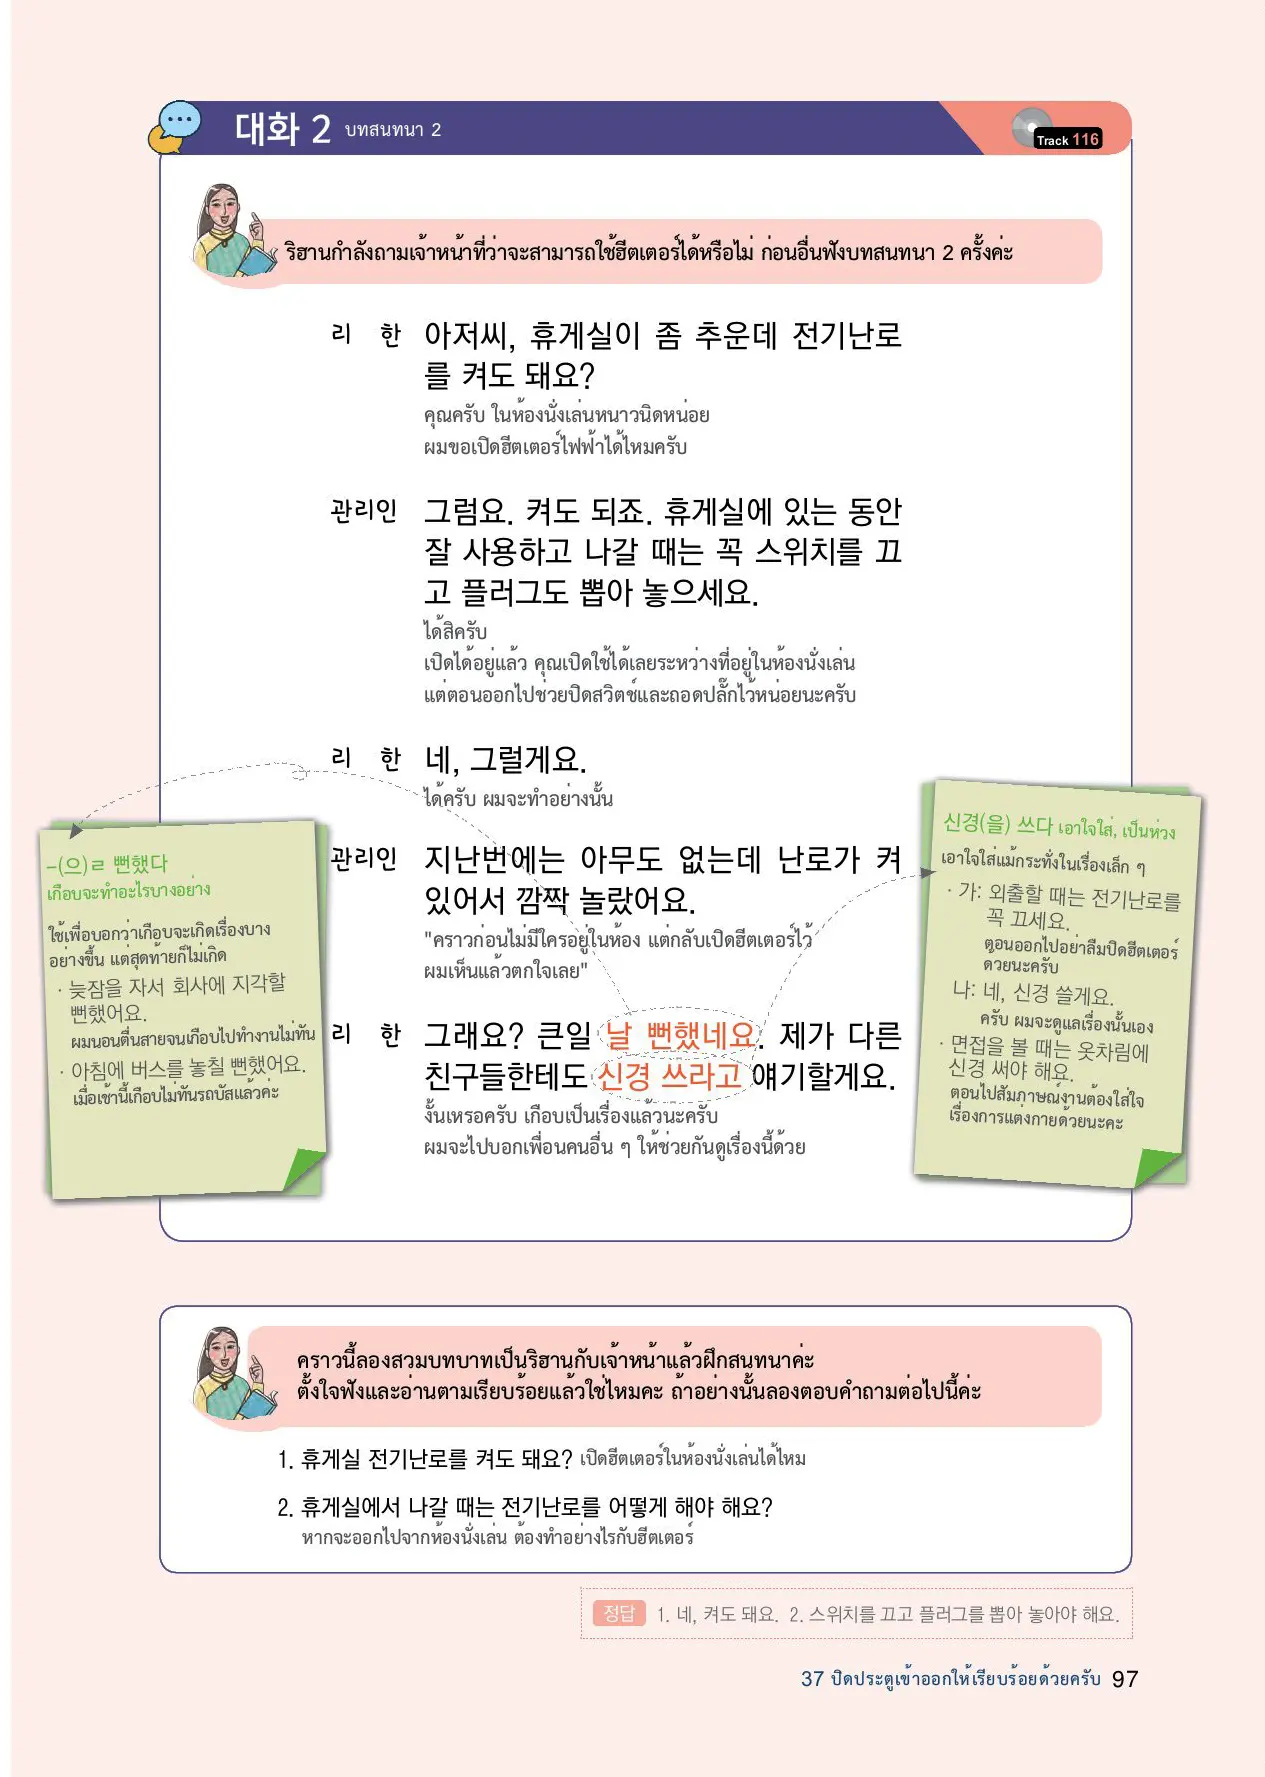 대화 2 บทสนทนา 2
Track 116
ริฮานกำลังถามเจ้าหน้าที่ว่าจะสามารถใช้ฮีตเตอร์ได้หรือไม่ ก่อนอื่นฟังบทสนทนา 2 ครั้งค่ะ
리 한 아저씨, 휴게실이 좀 추운데 전기난로
를 켜도 돼요?
คุณครับ ในห้องนั่งเล่นหนาวนิดหน่อย
ผมขอเปิดฮีตเตอร์ไฟฟ้าได้ไหมครับ
관리인 그럼요. 켜도 되죠. 휴게실에 있는 동안
잘 사용하고 나갈 때는 꼭 스위치를 끄
고 플러그도 뽑아 놓으세요.
ได้สิครับ
เปิดได้อยู่แล้ว คุณเปิดใช้ได้เลยระหว่างที่อยู่ในห้องนั่งเล่น
แต่ตอนออกไปช่วยปิดสวิตช์และถอดปลั๊กไว้หน่อยนะครับ
리 한 네, 그럴게요.
ได้ครับ ผมจะทำอย่างนั้น
관리인 지난번에는 아무도 없는데 난로가 켜
있어서 깜짝 놀랐어요.
"คราวก่อนไม่มีใครอยู่ในห้อง แต่กลับเปิดฮีตเตอร์ไว้
ผมเห็นแล้วตกใจเลย"
리 한 그래요? 큰일 날 뻔했네요. 제가 다른
친구들한테도 신경 쓰라고 얘기할게요.
งั้นเหรอครับ เกือบเป็นเรื่องแล้วนะครับ
ผมจะไปบอกเพื่อนคนอื่น ๆ ให้ช่วยกันดูเรื่องนี้ด้วย
-(으)ㄹ 뻔했다
เกือบจะทำอะไรบางอย่าง
ใช้เพื่อบอกว่าเกือบจะเกิดเรื่องบาง
อย่างขึ้น แต่สุดท้ายก็ไม่เกิด
· 늦잠을 자서 회사에 지각할
뻔했어요.
ผมนอนตื่นสายจนเกือบไปทำงานไม่ทัน
· 아침에 버스를 놓칠 뻔했어요.
เมื่อเช้านี้เกือบไม่ทันรถบัสแล้วค่ะ
신경(을) 쓰다 เอาใจใส่, เป็นห่วง
เอาใจใส่แม้กระทั่งในเรื่องเล็ก ๆ
· 가: 외출할 때는 전기난로를
꼭 끄세요.
ตอนออกไปอย่าลืมปิดฮีตเตอร์
ด้วยนะครับ
나: 네, 신경 쓸게요.
ครับ ผมจะดูแลเรื่องนั้นเอง
· 면접을 볼 때는 옷차림에
신경 써야 해요.
ตอนไปสัมภาษณ์งานต้องใส่ใจ
เรื่องการแต่งกายด้วยนะคะ
คราวนี้ลองสวมบทบาทเป็นริฮานกับเจ้าหน้าแล้วฝึกสนทนาค่ะ
ตั้งใจฟังและอ่านตามเรียบร้อยแล้วใช่ไหมคะ ถ้าอย่างนั้นลองตอบคำถามต่อไปนี้ค่ะ
1. 휴게실 전기난로를 켜도 돼요? เปิดฮีตเตอร์ในห้องนั่งเล่นได้ไหม
2. 휴게실에서 나갈 때는 전기난로를 어떻게 해야 해요?
หากจะออกไปจากห้องนั่งเล่น ต้องทำอย่างไรกับฮีตเตอร์
정답 1. 네, 켜도 돼요. 2. 스위치를 끄고 플러그를 뽑아 놓아야 해요.
37 ปิดประตูเข้าออกให้เรียบร้อยด้วยครับ 97